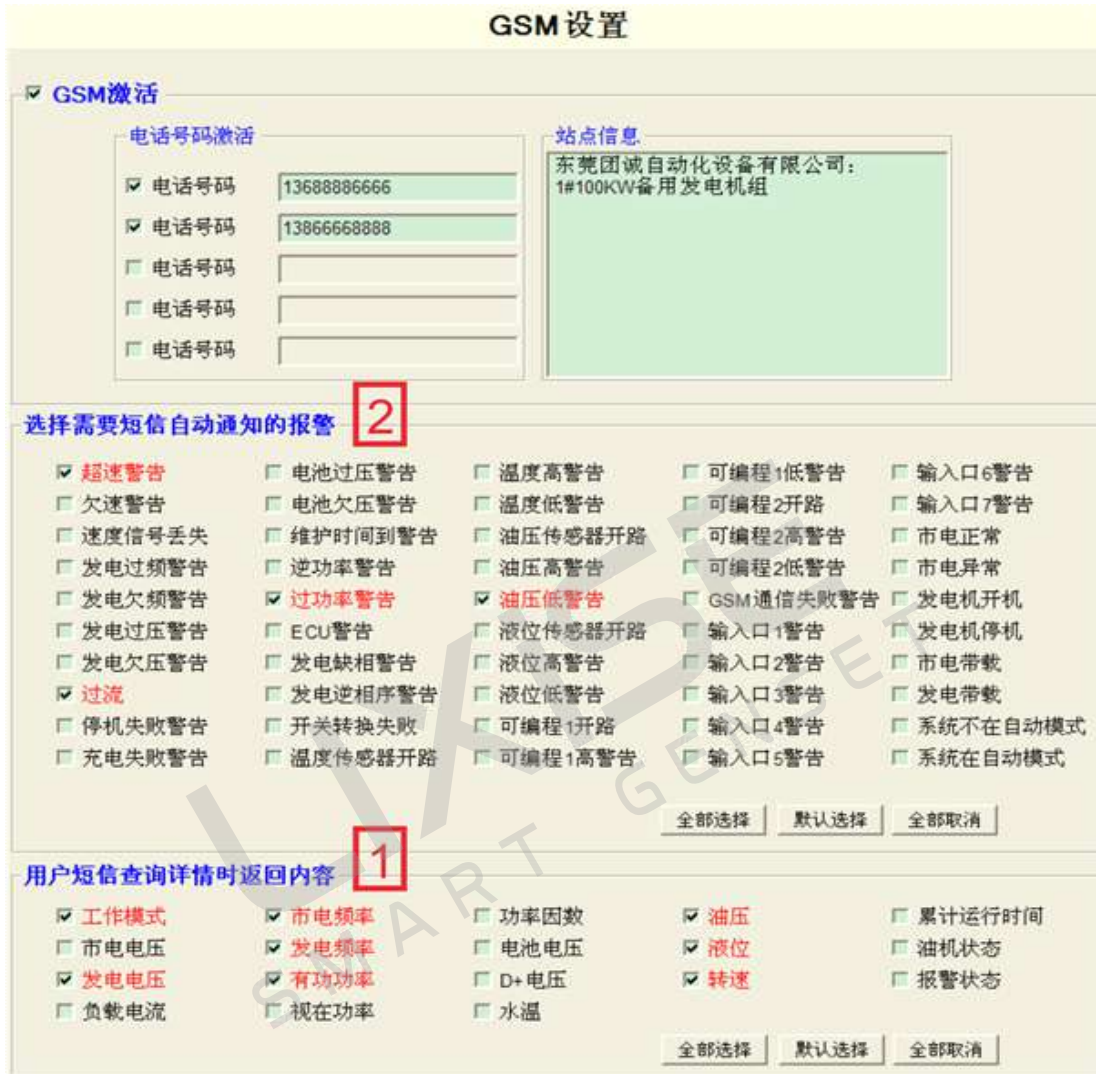 GSM 设置
GSM激活
电话号码激活
站点信息
东莞团诚自动化设备有限公司:
1#100KW备用发电机组
电话号码 13688886666
电话号码 13866668888
电话号码
电话号码
电话号码
选择需要短信自动通知的报警 2
超速警告 电池过压警告 温度高警告 可编程1低警告 输入口6警告
欠速警告 电池欠压警告 温度低警告 可编程2开路 输入口7警告
速度信号丢失 维护时间到警告 油压传感器开路 可编程2高警告 市电正常
发电过频警告 逆功率警告 油压高警告 可编程2低警告 市电异常
发电欠频警告 过功率警告 油压低警告 GSM通信失败警告 发电机开机
发电过压警告 ECU警告 液位传感器开路 输入口1警告 发电机停机
发电欠压警告 发电缺相警告 液位高警告 输入口2警告 市电带载
过流 发电逆相序警告 液位低警告 输入口3警告 发电带载
停机失败警告 开关转换失败 可编程1开路 输入口4警告 系统不在自动模式
充电失败警告 温度传感器开路 可编程1高警告 输入口5警告 系统在自动模式
全部选择 默认选择 全部取消
用户短信查询详情时返回内容 1
工作模式 市电频率 功率因数 油压 累计运行时间
市电电压 发电频率 电池电压 液位 油机状态
发电电压 有功功率 D+电压 转速 报警状态
负载电流 视在功率 水温
全部选择 默认选择 全部取消
LIXISE
SMART GENSET